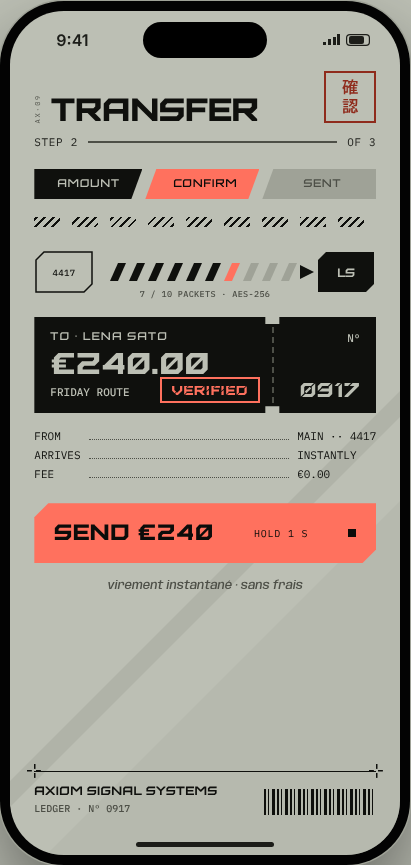 9:41
確認
AX-09
TRANSFER
STEP 2 OF 3
AMOUNT CONFIRM SENT
4417 LS
7 / 10 PACKETS · AES-256
TO · LENA SATO Nº
€240.00
FRIDAY ROUTE VERIFIED 0917
FROM MAIN ·· 4417
ARRIVES INSTANTLY
FEE €0.00
SEND €240 HOLD 1 S
virement instantané · sans frais
AXIOM SIGNAL SYSTEMS
LEDGER · Nº 0917